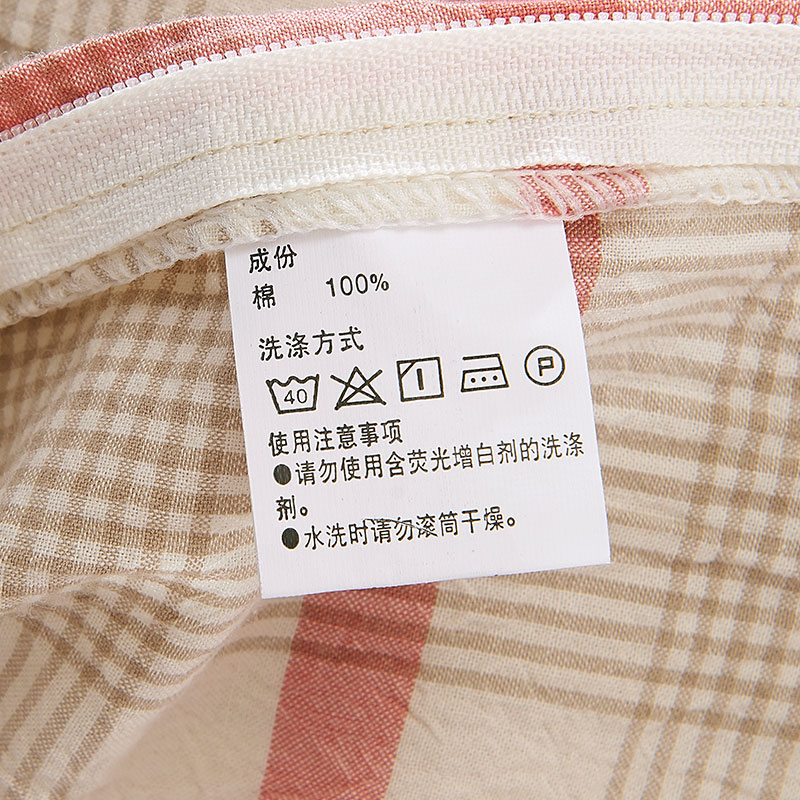 成份
棉 100%
洗涤方式
40 P
使用注意事项
●请勿使用含荧光增白剂的洗涤
剂。
●水洗时请勿滚筒干燥。